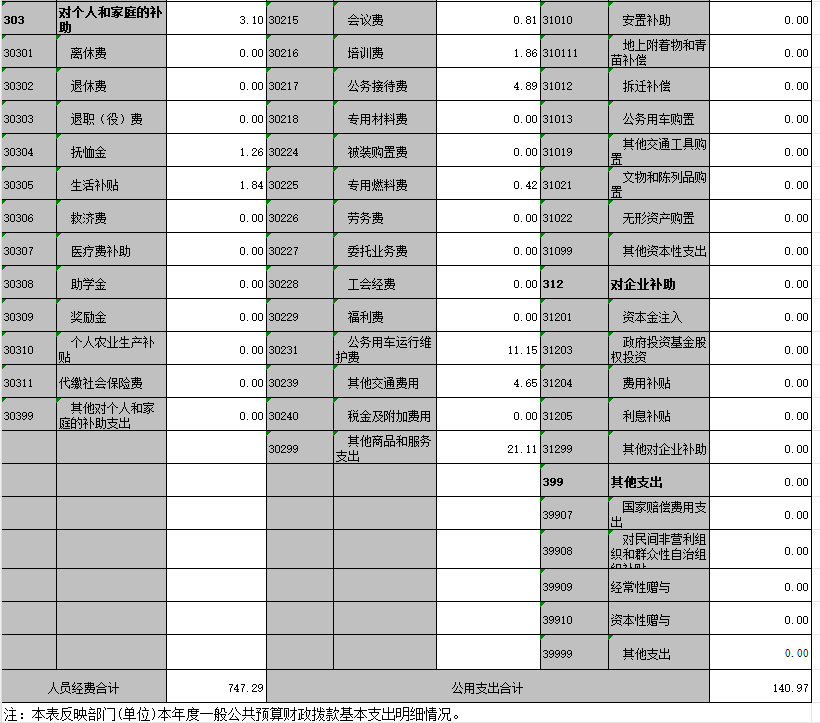 303 对个人和家庭的补助 3.10 30215 会议费 0.81 31010 安置补助 0.00
30301 离休费 0.00 30216 培训费 1.86 310111 地上附着物和青苗补偿 0.00
30302 退休费 0.00 30217 公务接待费 4.89 31012 拆迁补偿 0.00
30303 退职（役）费 0.00 30218 专用材料费 0.00 31013 公务用车购置 0.00
30304 抚恤金 1.26 30224 被装购置费 0.00 31019 其他交通工具购置 0.00
30305 生活补贴 1.84 30225 专用燃料费 0.42 31021 文物和陈列品购置 0.00
30306 救济费 0.00 30226 劳务费 0.00 31022 无形资产购置 0.00
30307 医疗费补助 0.00 30227 委托业务费 0.00 31099 其他资本性支出 0.00
30308 助学金 0.00 30228 工会经费 0.00 312 对企业补助 0.00
30309 奖励金 0.00 30229 福利费 0.00 31201 资本金注入 0.00
30310 个人农业生产补贴 0.00 30231 公务用车运行维护费 11.15 31203 政府投资基金股权投资 0.00
30311 代缴社会保险费 0.00 30239 其他交通费用 4.65 31204 费用补贴 0.00
30399 其他对个人和家庭的补助支出 0.00 30240 税金及附加费用 0.00 31205 利息补贴 0.00
30299 其他商品和服务支出 21.11 31299 其他对企业补助 0.00
399 其他支出 0.00
39907 国家赔偿费用支出 0.00
39908 对民间非营利组织和群众性自治组织补贴 0.00
39909 经常性赠与 0.00
39910 资本性赠与 0.00
39999 其他支出 0.00
人员经费合计 747.29 公用支出合计 140.97
注：本表反映部门(单位)本年度一般公共预算财政拨款基本支出明细情况。